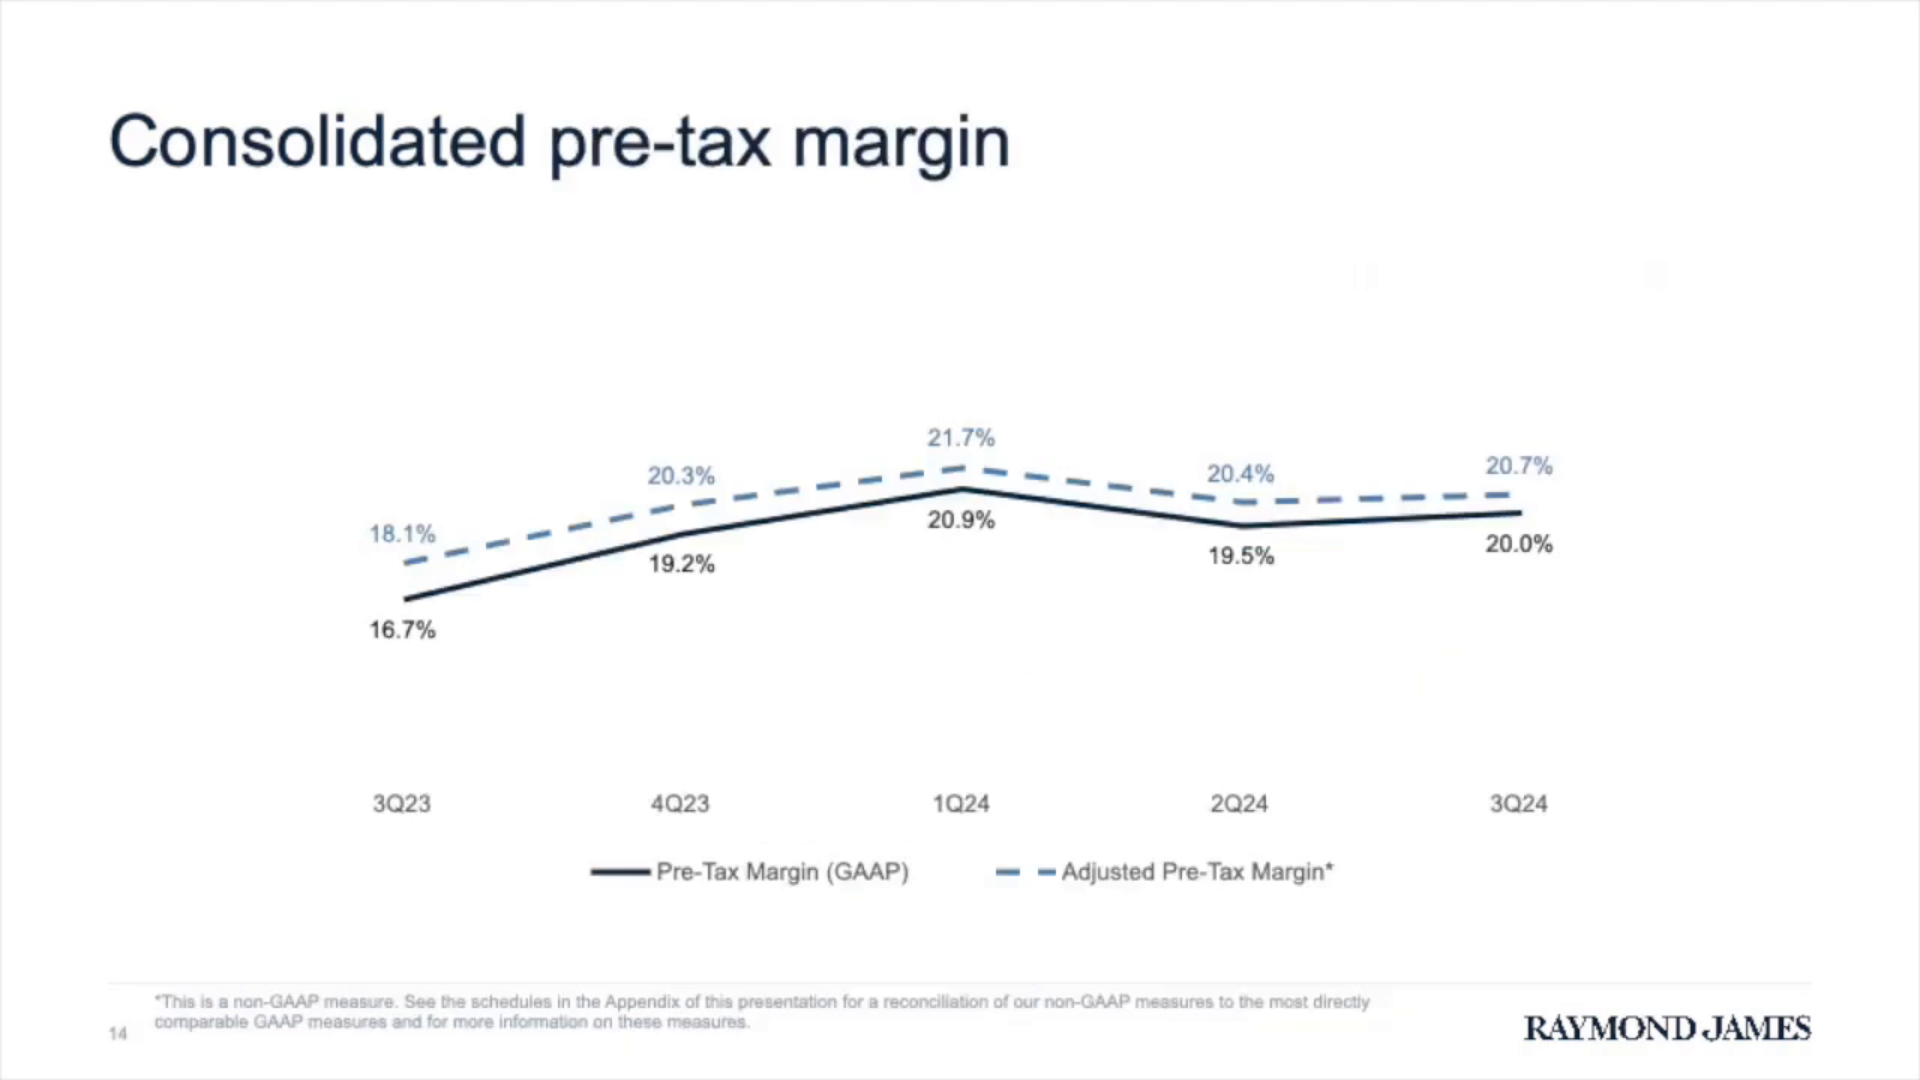 Consolidated pre-tax margin
21.7%
20.3%
20.4%
20.7%
18.1%
20.9%
19.2%
19.5%
20.0%
16.7%
3Q23 4Q23 1Q24 2Q24 3Q24
Pre-Tax Margin (GAAP) Adjusted Pre-Tax Margin*
*This is a non-GAAP measure. See the schedules in the Appendix of this presentation for a reconciliation of our non-GAAP measures to the most directly
comparable GAAP measures and for more information on these measures.
14
RAYMOND JAMES